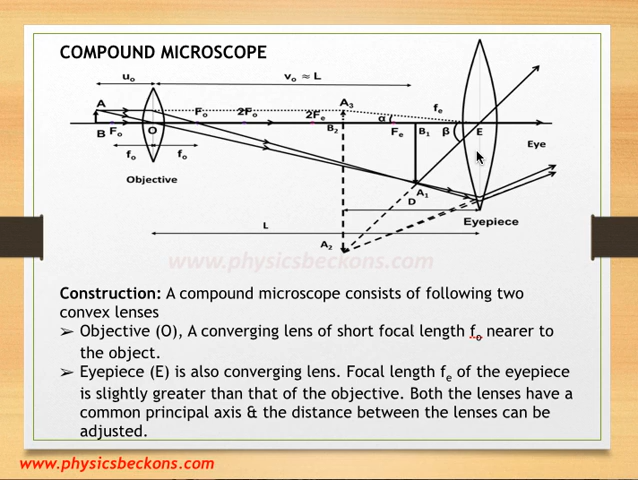 COMPOUND MICROSCOPE
uo
vo ≈ L
A
A3
fe
Fo
2Fo
2Fe
α
B
Fo
O
B2
Fe
B1
β
E
Eye
fo
fo
Objective
A1
D
Eyepiece
L
A2
www.physicsbeckons.com
Construction: A compound microscope consists of following two
convex lenses
➢ Objective (O), A converging lens of short focal length fo nearer to
the object.
➢ Eyepiece (E) is also converging lens. Focal length fe of the eyepiece
is slightly greater than that of the objective. Both the lenses have a
common principal axis & the distance between the lenses can be
adjusted.
www.physicsbeckons.com